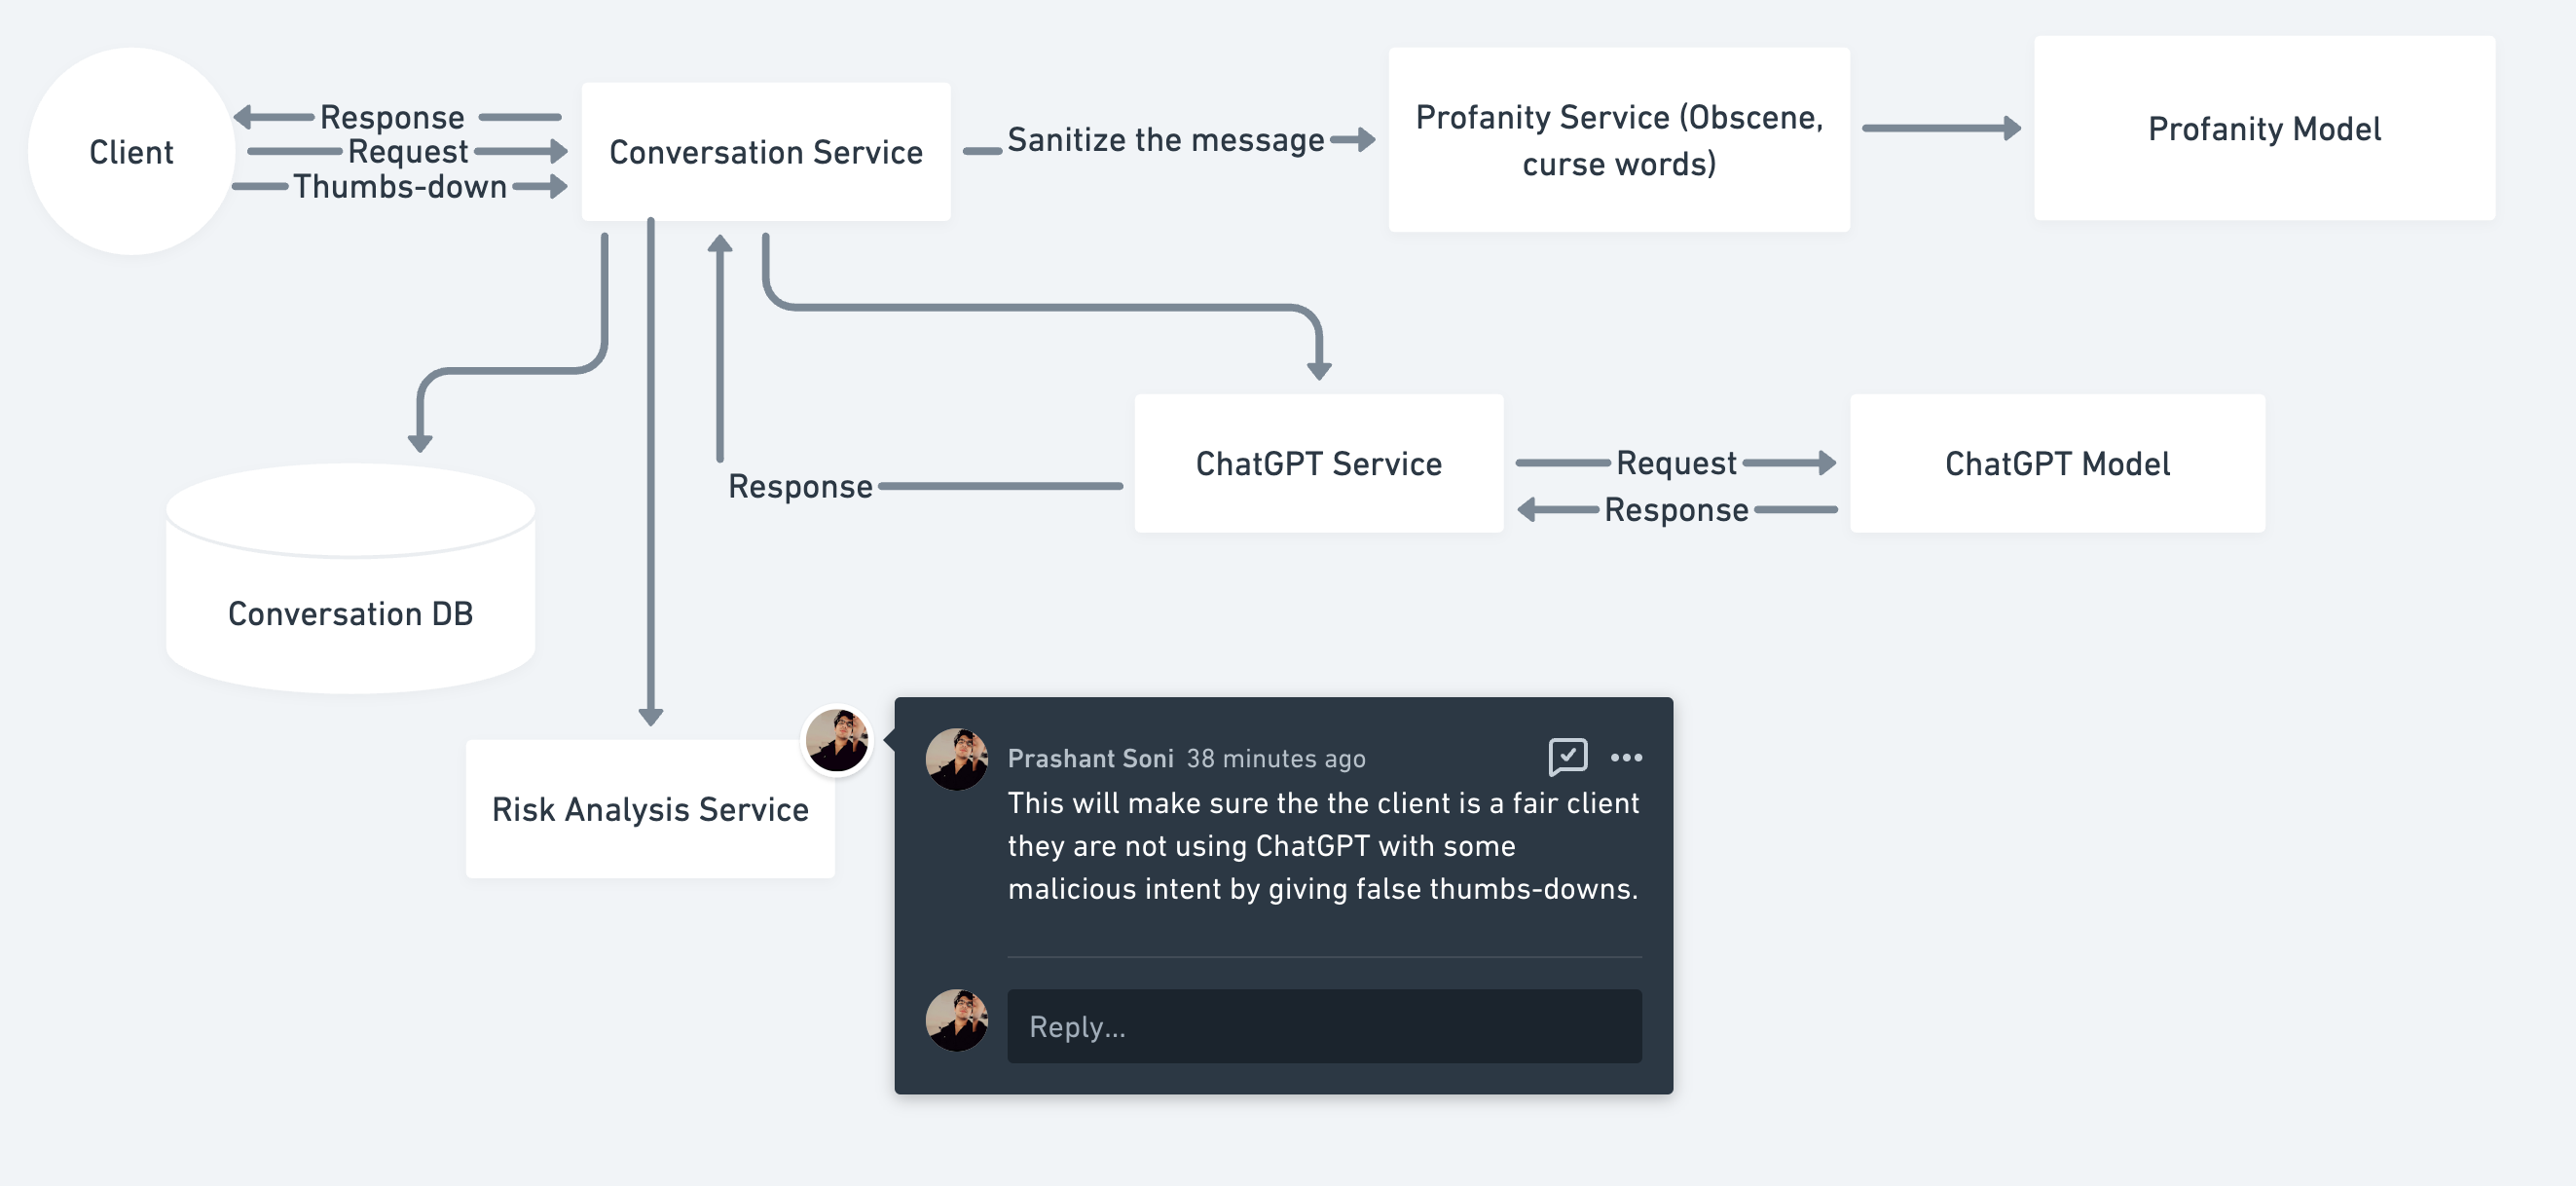 Client
Response
Request
Thumbs-down
Conversation Service
Sanitize the message
Profanity Service (Obscene,
curse words)
Profanity Model
Response
ChatGPT Service
Request
Response
ChatGPT Model
Conversation DB
Risk Analysis Service
Prashant Soni 38 minutes ago
This will make sure the the client is a fair client
they are not using ChatGPT with some
malicious intent by giving false thumbs-downs.
Reply...